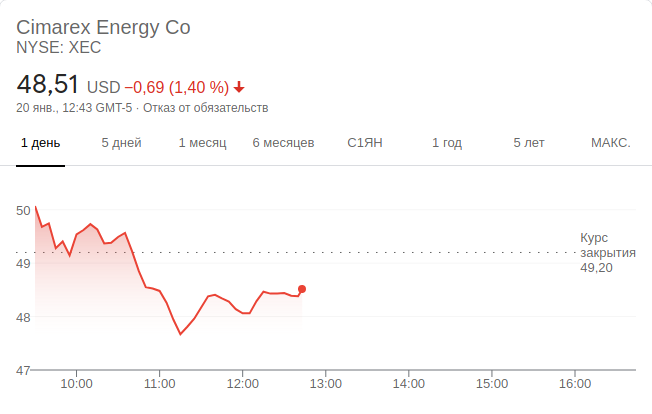 Cimarex Energy Co
NYSE: XEC
48,51 USD −0,69 (1,40 %)
20 янв., 12:43 GMT-5 · Отказ от обязательств
1 день 5 дней 1 месяц 6 месяцев С1ЯН 1 год 5 лет МАКС.
50
Курс
закрытия
49,20
49
48
47
10:00 11:00 12:00 13:00 14:00 15:00 16:00